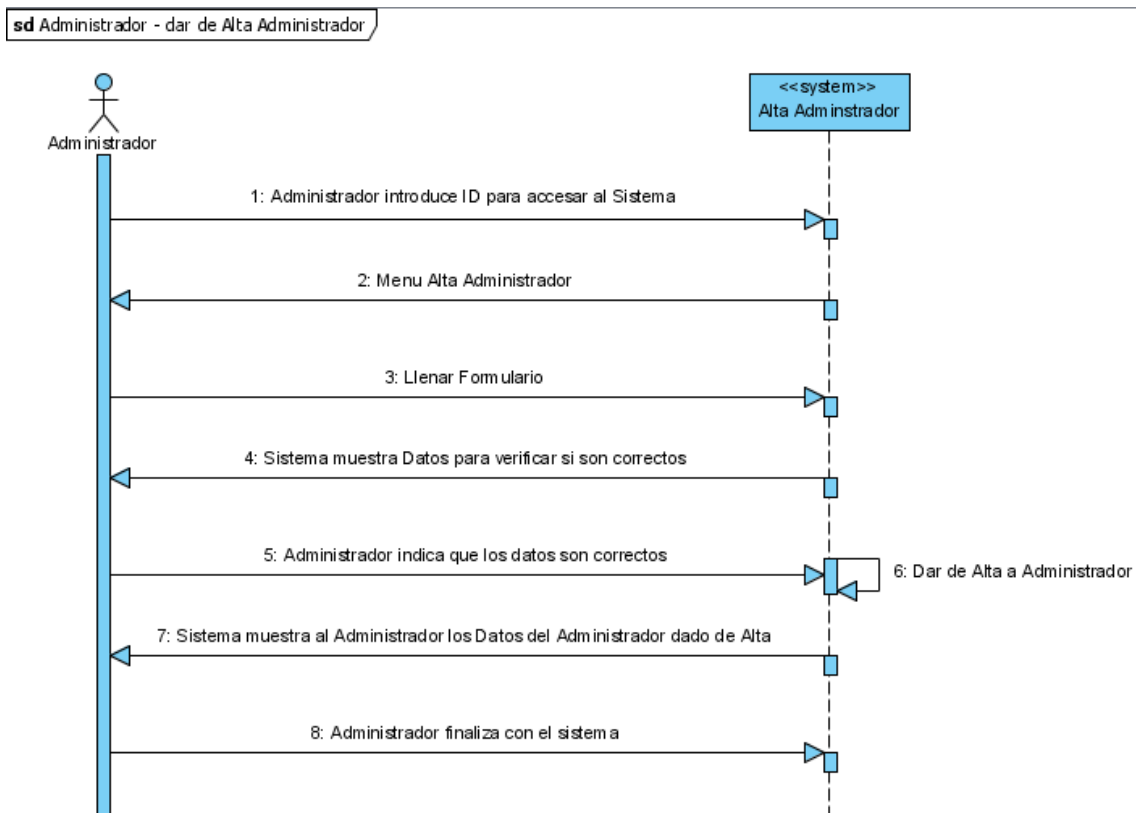 sd Administrador - dar de Alta Administrador
<<system>>
Alta Adminstrador
Administrador
1: Administrador introduce ID para accesar al Sistema
2: Menu Alta Administrador
3: Llenar Formulario
4: Sistema muestra Datos para verificar si son correctos
5: Administrador indica que los datos son correctos
6: Dar de Alta a Administrador
7: Sistema muestra al Administrador los Datos del Administrador dado de Alta
8: Administrador finaliza con el sistema